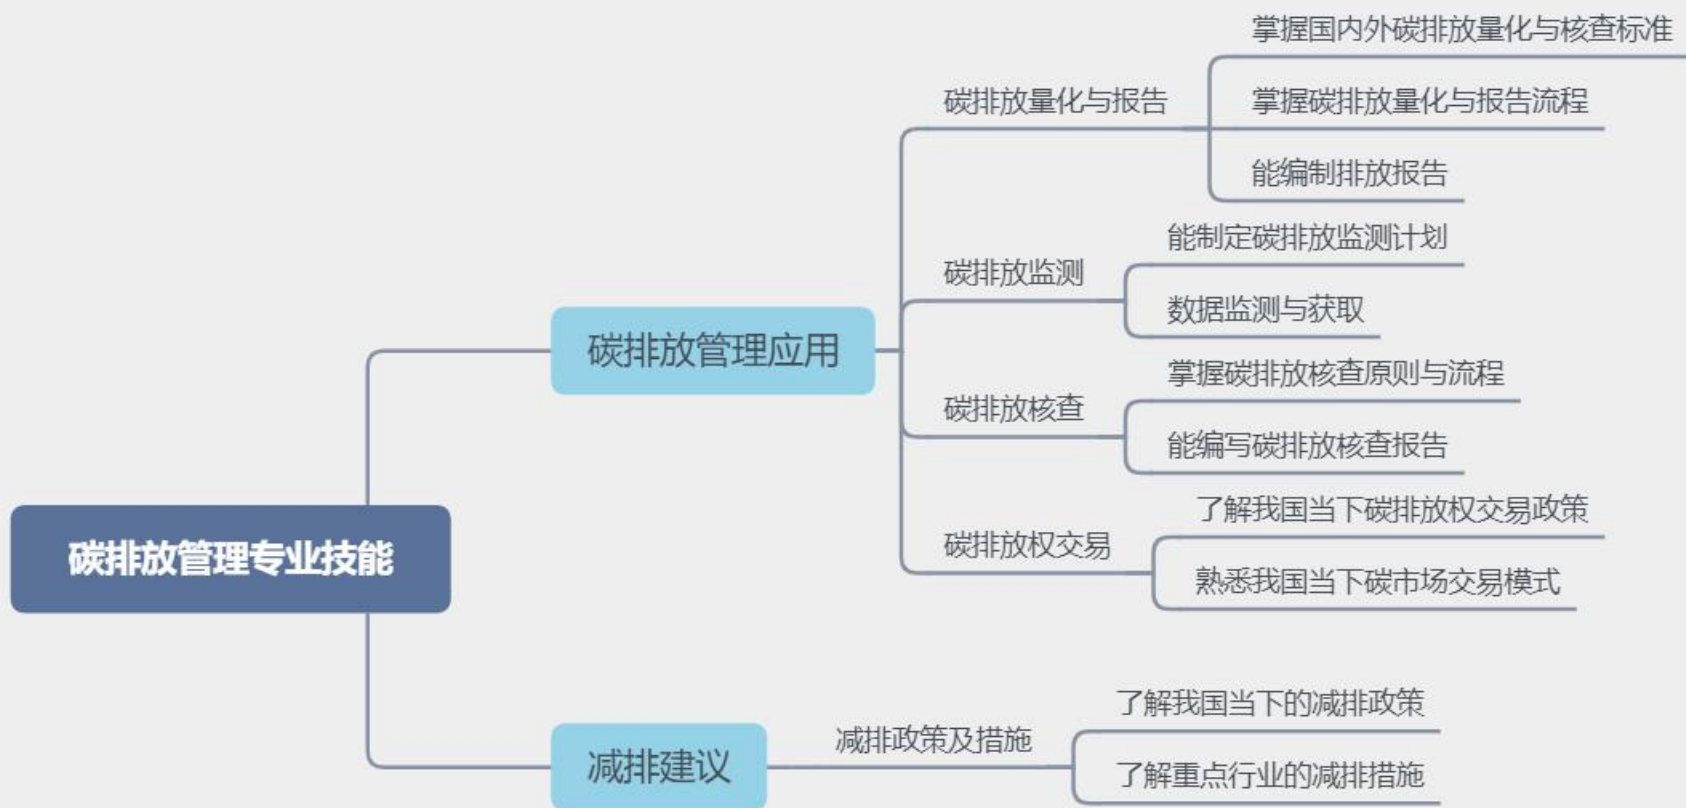 碳排放管理专业技能
碳排放管理应用
碳排放量化与报告
掌握国内外碳排放量化与核查标准
掌握碳排放量化与报告流程
能编制排放报告
碳排放监测
能制定碳排放监测计划
数据监测与获取
碳排放核查
掌握碳排放核查原则与流程
能编写碳排放核查报告
碳排放权交易
了解我国当下碳排放权交易政策
熟悉我国当下碳市场交易模式
减排建议
减排政策及措施
了解我国当下的减排政策
了解重点行业的减排措施